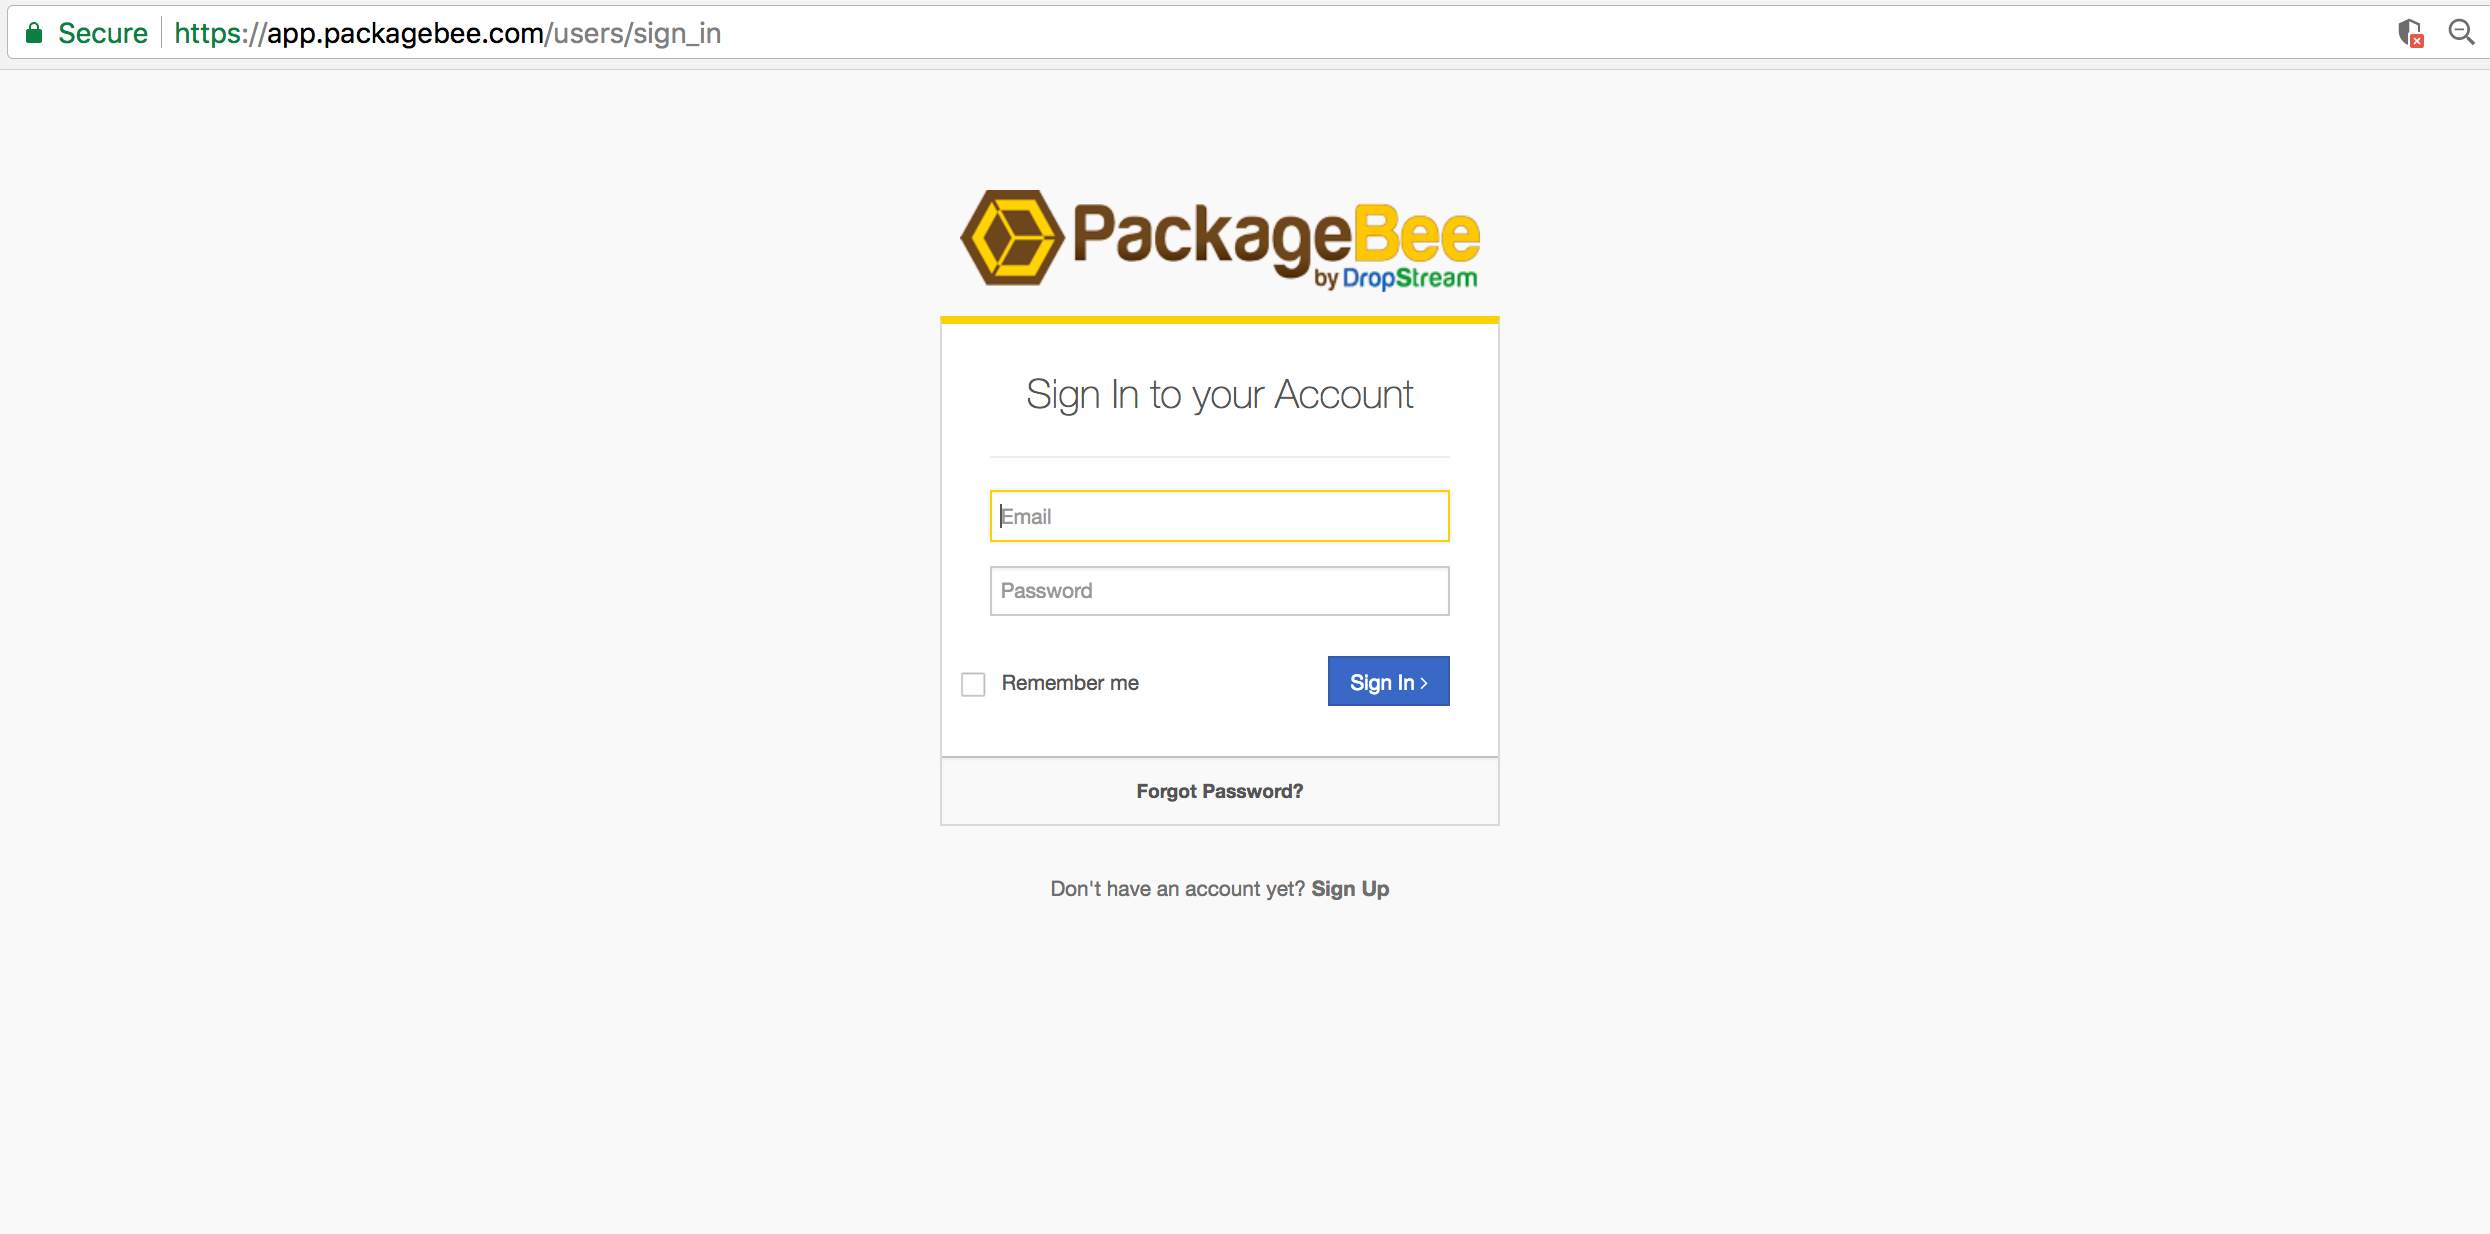 Secure https://app.packagebee.com/users/sign_in
PackageBee
by DropStream
Sign In to your Account
Email
Password
Remember me
Sign In ›
Forgot Password?
Don't have an account yet? Sign Up